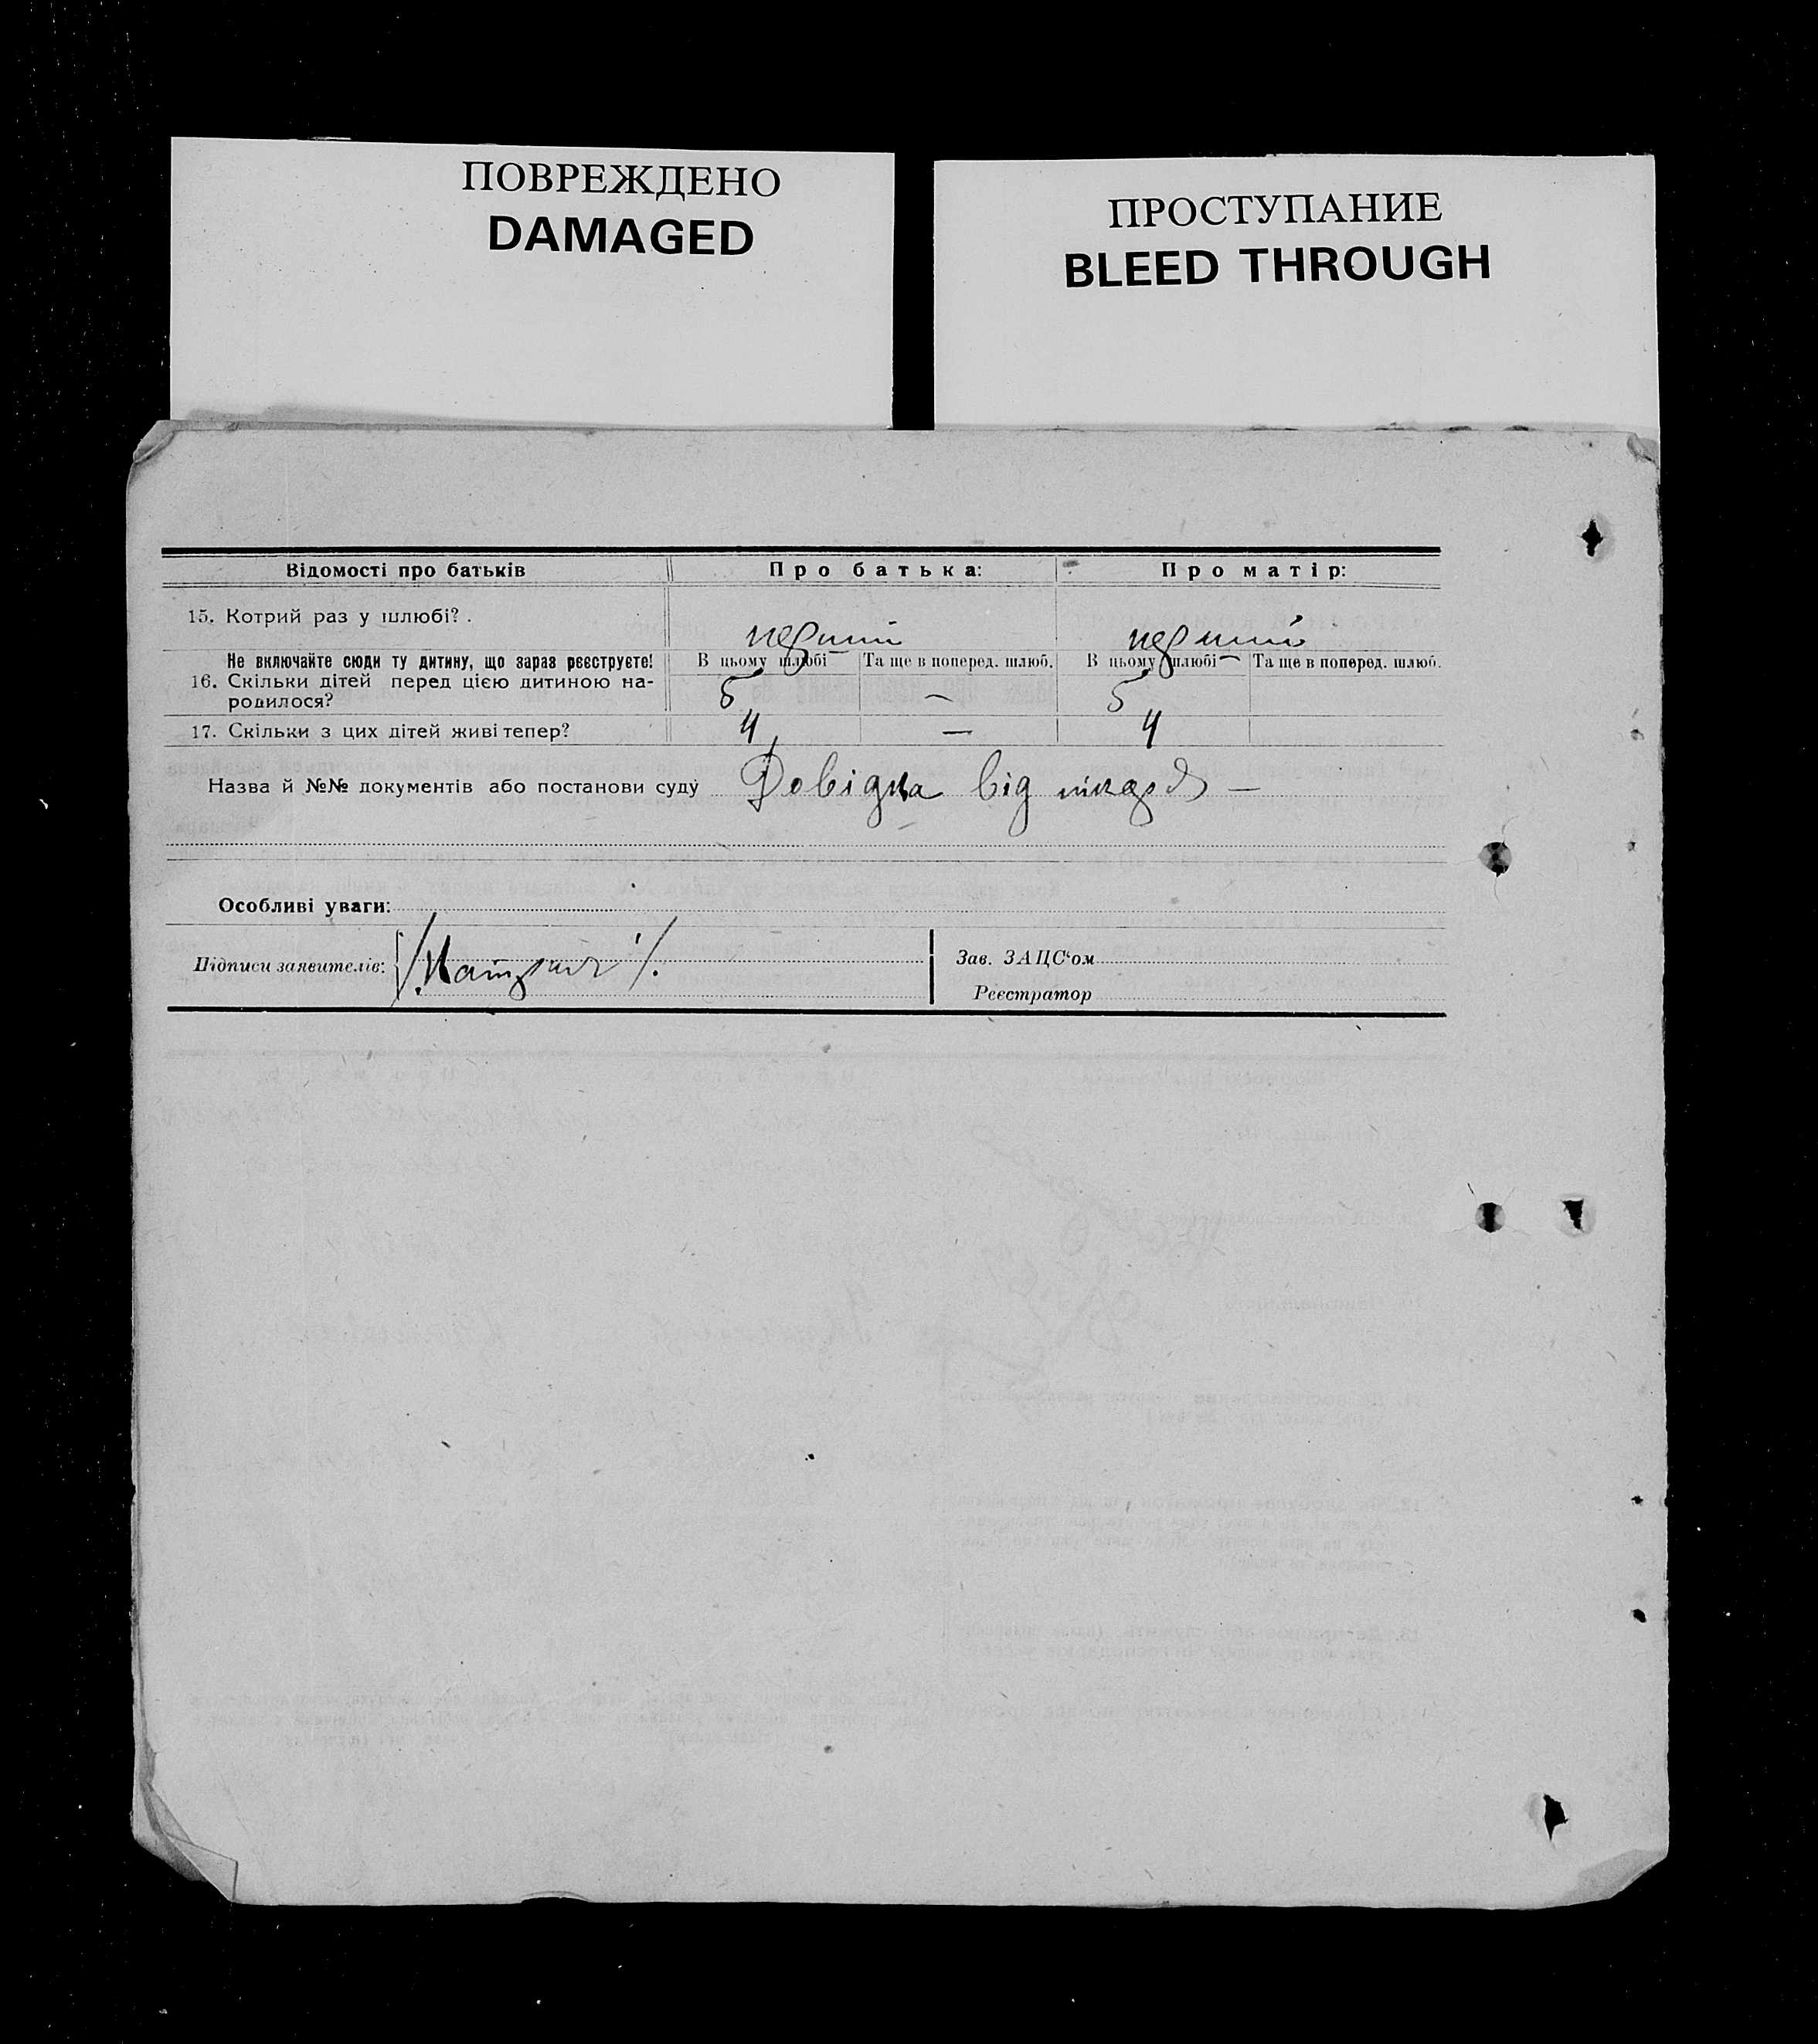 ПОВРЕЖДЕНО
DAMAGED
ПРОСТУПАНИЕ
BLEED THROUGH
Відомості про батьків Про батька: Про матір:
15. Котрий раз у шлюбі? . перший перший
Не включайте сюди ту дитину, що зараз реєструєте! В цьому шлюбі Та ще в поперед. шлюб. В цьому шлюбі Та ще в поперед. шлюб.
16. Скільки дітей перед цією дитиною на-
родилося? 5 — 5
17. Скільки з цих дітей живі тепер? 4 — 4
Назва й №№ документів або постанови суду Довідка від лікаря —
Особливі уваги:
Підписи заявителів: Зав. ЗАЦС‘ом
Реєстратор